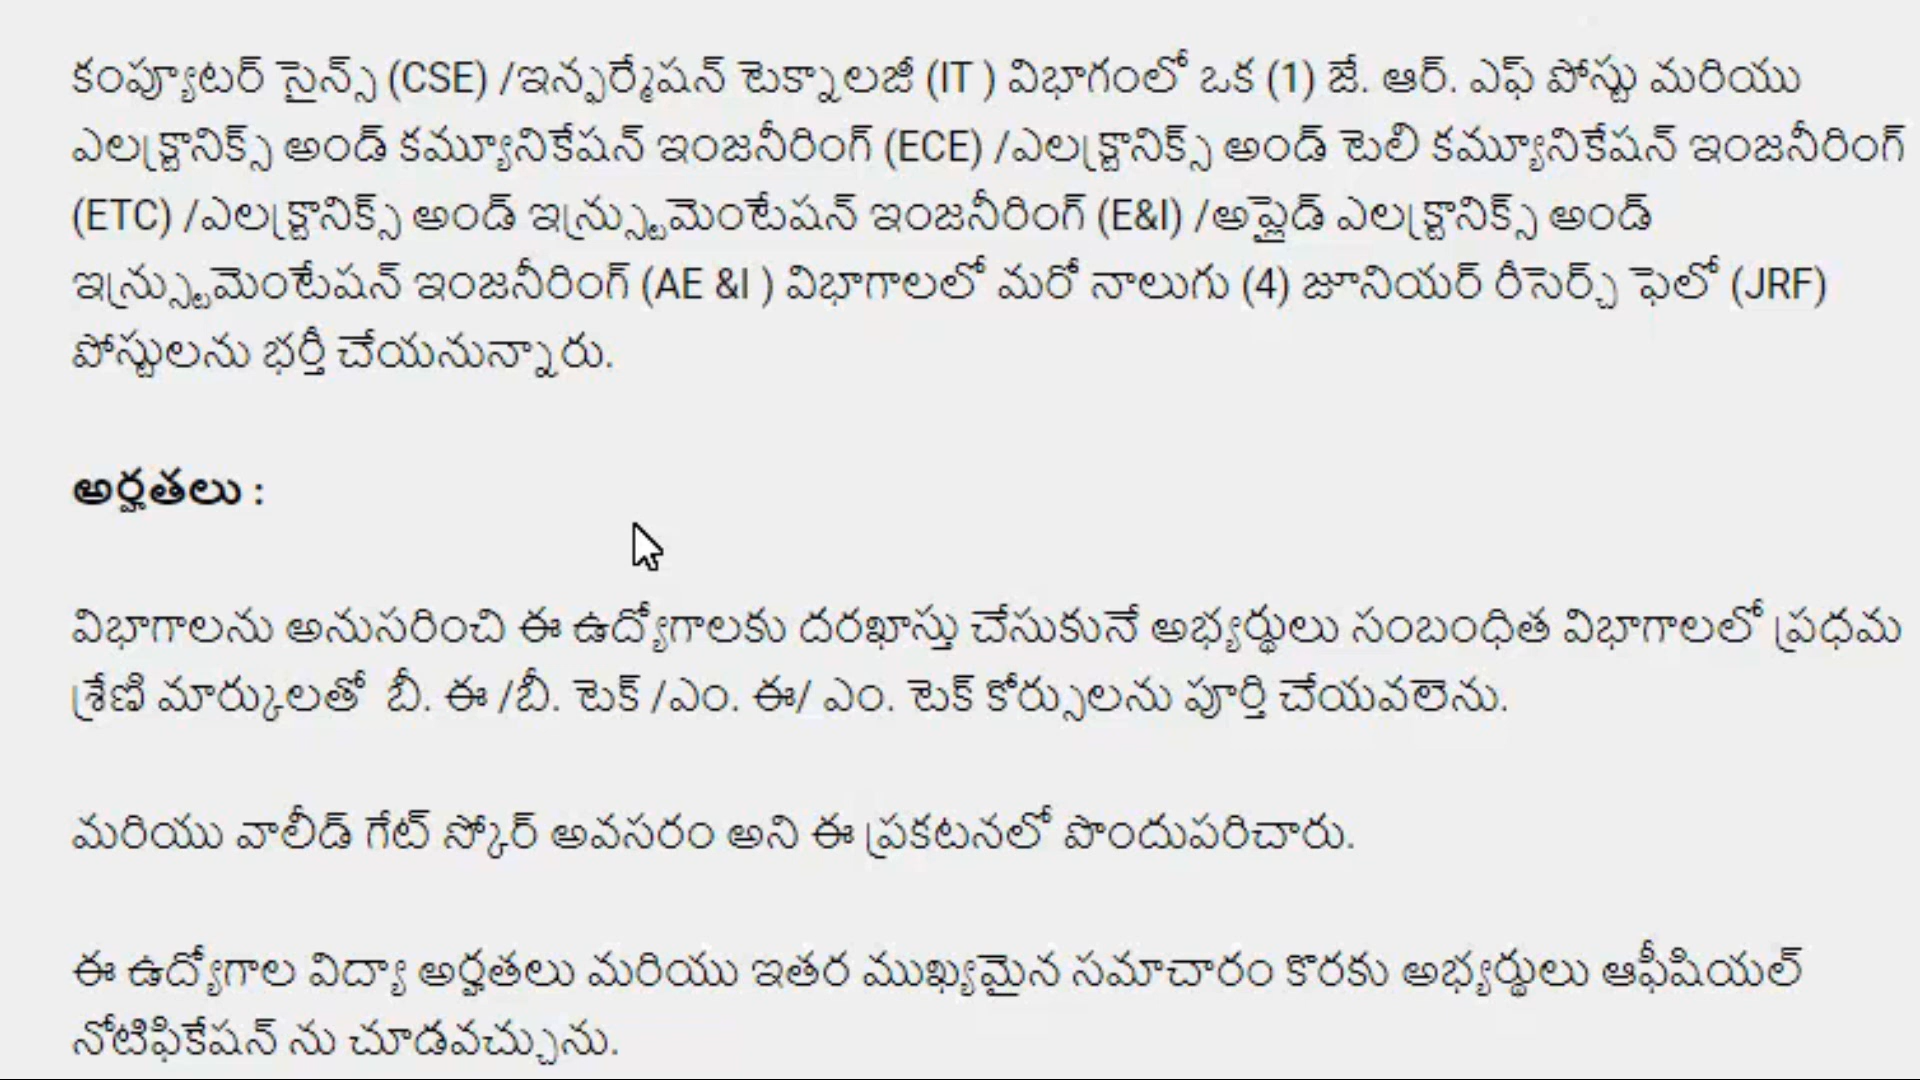 కంప్యూటర్ సైన్స్ (CSE) /ఇన్ఫర్మేషన్ టెక్నాలజీ (IT ) విభాగంలో ఒక (1) జే. ఆర్. ఎఫ్ పోస్టు మరియు
ఎలక్ట్రానిక్స్ అండ్ కమ్యూనికేషన్ ఇంజనీరింగ్ (ECE) /ఎలక్ట్రానిక్స్ అండ్ టెలి కమ్యూనికేషన్ ఇంజనీరింగ్
(ETC) /ఎలక్ట్రానిక్స్ అండ్ ఇన్స్ట్రుమెంటేషన్ ఇంజనీరింగ్ (E&I) /అప్లైడ్ ఎలక్ట్రానిక్స్ అండ్
ఇన్స్ట్రుమెంటేషన్ ఇంజనీరింగ్ (AE &I ) విభాగాలలో మరో నాలుగు (4) జూనియర్ రీసెర్చ్ ఫెలో (JRF)
పోస్టులను భర్తీ చేయనున్నారు.
అర్హతలు :
విభాగాలను అనుసరించి ఈ ఉద్యోగాలకు దరఖాస్తు చేసుకునే అభ్యర్థులు సంబంధిత విభాగాలలో ప్రధమ
శ్రేణి మార్కులతో బీ. ఈ /బీ. టెక్ /ఎం. ఈ/ ఎం. టెక్ కోర్సులను పూర్తి చేయవలెను.
మరియు వాలీడ్ గేట్ స్కోర్ అవసరం అని ఈ ప్రకటనలో పొందుపరిచారు.
ఈ ఉద్యోగాల విద్యా అర్హతలు మరియు ఇతర ముఖ్యమైన సమాచారం కొరకు అభ్యర్థులు ఆఫీషియల్
నోటిఫికేషన్ ను చూడవచ్చును.